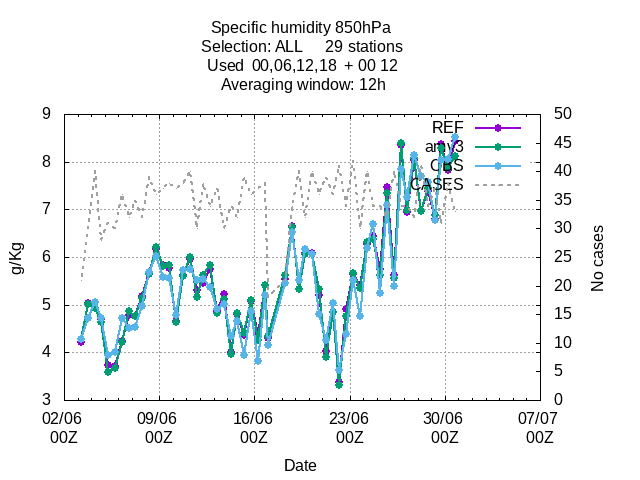 Specific humidity 850hPa
Selection: ALL 29 stations
Used 00,06,12,18 + 00 12
Averaging window: 12h
9
8
7
6
5
4
3
g/Kg
50
45
40
35
30
25
20
15
10
5
0
No cases
REF
OBS
CASES
02/06 09/06 16/06 23/06 30/06 07/07
00Z 00Z 00Z 00Z 00Z 00Z
Date